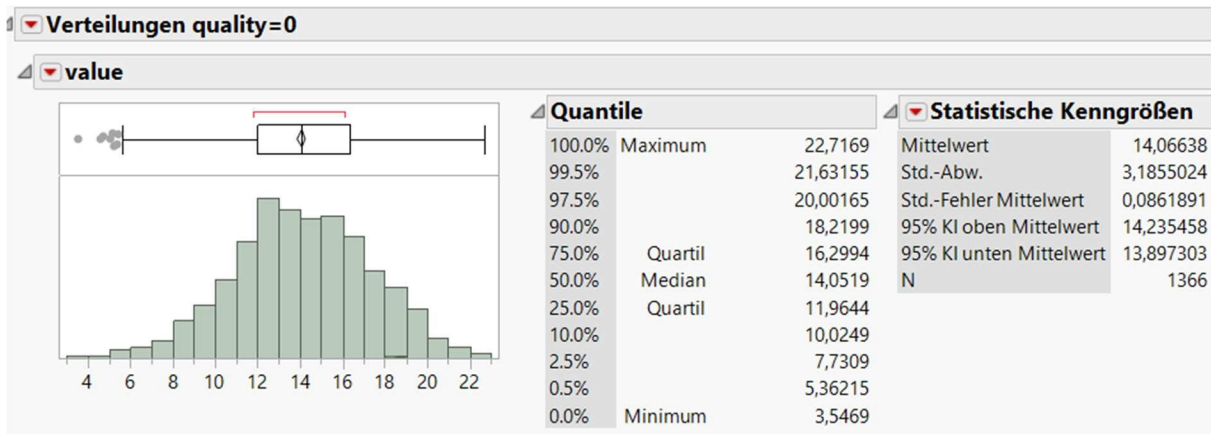 Verteilungen quality=0
value
4 6 8 10 12 14 16 18 20 22
Quantile
100.0% Maximum 22,7169
99.5% 21,63155
97.5% 20,00165
90.0% 18,2199
75.0% Quartil 16,2994
50.0% Median 14,0519
25.0% Quartil 11,9644
10.0% 10,0249
2.5% 7,7309
0.5% 5,36215
0.0% Minimum 3,5469
Statistische Kenngrößen
Mittelwert 14,06638
Std.-Abw. 3,1855024
Std.-Fehler Mittelwert 0,0861891
95% KI oben Mittelwert 14,235458
95% KI unten Mittelwert 13,897303
N 1366